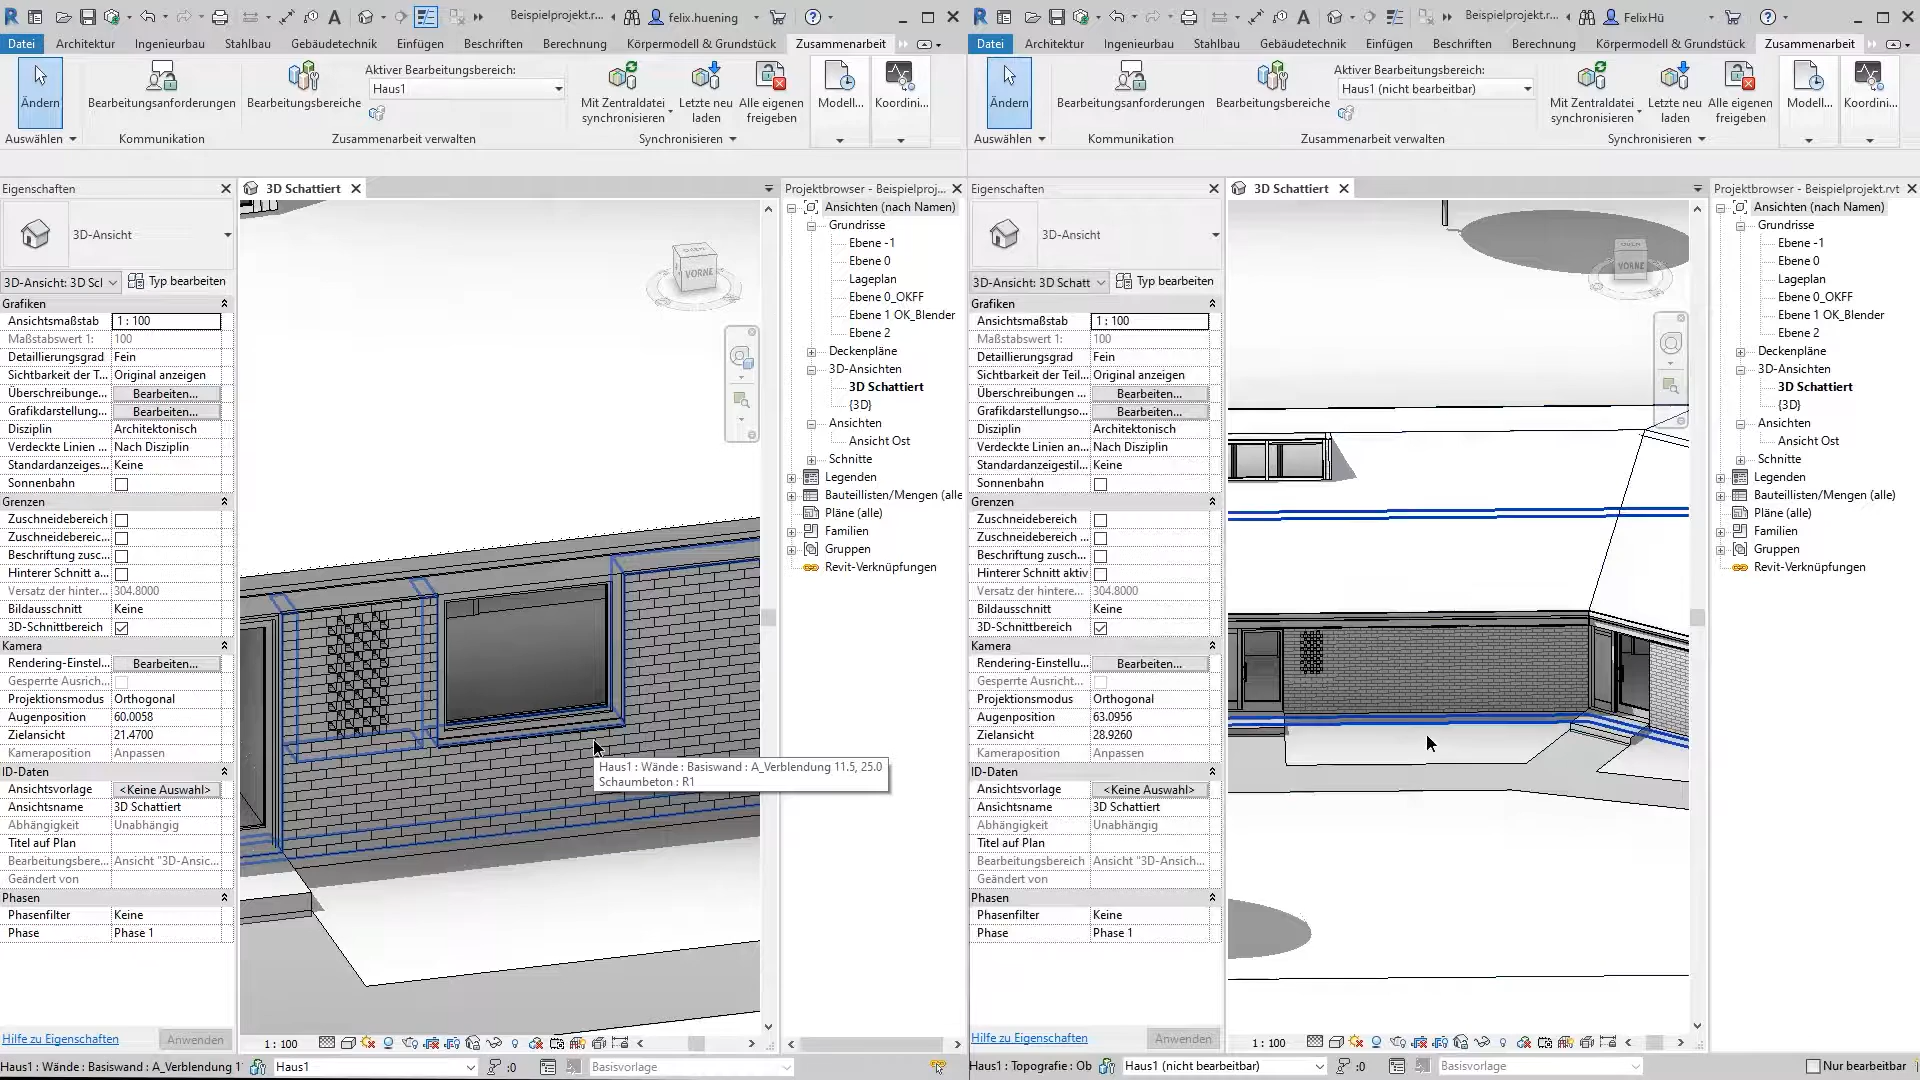 Beispielprojekt.r...
felix.huening
Datei
Architektur
Ingenieurbau
Stahlbau
Gebäudetechnik
Einfügen
Beschriften
Berechnung
Körpermodell & Grundstück
Zusammenarbeit
Ändern
Bearbeitungsanforderungen
Bearbeitungsbereiche
Aktiver Bearbeitungsbereich:
Haus1
Mit Zentraldatei synchronisieren
Letzte neu laden
Alle eigenen freigeben
Modell...
Koordini...
Auswählen
Kommunikation
Zusammenarbeit verwalten
Synchronisieren
Eigenschaften
3D-Ansicht
3D-Ansicht: 3D Scl
Typ bearbeiten
Grafiken
Ansichtsmaßstab 1 : 100
Maßstabswert 1: 100
Detaillierungsgrad Fein
Sichtbarkeit der T... Original anzeigen
Überschreibunge... Bearbeiten...
Grafikdarstellung... Bearbeiten...
Disziplin Architektonisch
Verdeckte Linien ... Nach Disziplin
Standardanzeiges... Keine
Sonnenbahn
Grenzen
Zuschneidebereich
Zuschneidebereich ...
Beschriftung zusc...
Hinterer Schnitt a...
Versatz der hinter... 304.8000
Bildausschnitt Keine
3D-Schnittbereich
Kamera
Rendering-Einstel... Bearbeiten...
Gesperrte Ausrich...
Projektionsmodus Orthogonal
Augenposition 60.0058
Zielansicht 21.4700
Kameraposition Anpassen
ID-Daten
Ansichtsvorlage <Keine Auswahl>
Ansichtsname 3D Schattiert
Abhängigkeit Unabhängig
Titel auf Plan
Bearbeitungsbere... Ansicht "3D-Ansic...
Geändert von
Phasen
Phasenfilter Keine
Phase Phase 1
Hilfe zu Eigenschaften
Anwenden
3D Schattiert
VORNE
Haus1 : Wände : Basiswand : A_Verblendung 11.5, 25.0
Schaumbeton : R1
1 : 100
Projektbrowser - Beispielproj...
Ansichten (nach Namen)
Grundrisse
Ebene -1
Ebene 0
Lageplan
Ebene 0_OKFF
Ebene 1 OK_Blender
Ebene 2
Deckenpläne
3D-Ansichten
3D Schattiert
{3D}
Ansichten
Ansicht Ost
Schnitte
Legenden
Bauteillisten/Mengen (alle
Pläne (alle)
Familien
Gruppen
Revit-Verknüpfungen
Haus1 : Wände : Basiswand : A_Verblendung 1
Haus1
:0
Basisvorlage
Beispielprojekt.r...
FelixHü
Datei
Architektur
Ingenieurbau
Stahlbau
Gebäudetechnik
Einfügen
Beschriften
Berechnung
Körpermodell & Grundstück
Zusammenarbeit
Ändern
Bearbeitungsanforderungen
Bearbeitungsbereiche
Aktiver Bearbeitungsbereich:
Haus1 (nicht bearbeitbar)
Mit Zentraldatei synchronisieren
Letzte neu laden
Alle eigenen freigeben
Modell...
Koordini...
Auswählen
Kommunikation
Zusammenarbeit verwalten
Synchronisieren
Eigenschaften
3D-Ansicht
3D-Ansicht: 3D Schatt
Typ bearbeiten
Grafiken
Ansichtsmaßstab 1 : 100
Maßstabswert 1: 100
Detaillierungsgrad Fein
Sichtbarkeit der Teil... Original anzeigen
Überschreibungen ... Bearbeiten...
Grafikdarstellungso... Bearbeiten...
Disziplin Architektonisch
Verdeckte Linien an... Nach Disziplin
Standardanzeigestil... Keine
Sonnenbahn
Grenzen
Zuschneidebereich
Zuschneidebereich ...
Beschriftung zusch...
Hinterer Schnitt aktiv
Versatz der hintere... 304.8000
Bildausschnitt Keine
3D-Schnittbereich
Kamera
Rendering-Einstellu... Bearbeiten...
Gesperrte Ausricht...
Projektionsmodus Orthogonal
Augenposition 63.0956
Zielansicht 28.9260
Kameraposition Anpassen
ID-Daten
Ansichtsvorlage <Keine Auswahl>
Ansichtsname 3D Schattiert
Abhängigkeit Unabhängig
Titel auf Plan
Bearbeitungsbereich Ansicht "3D-Ansich...
Geändert von
Phasen
Phasenfilter Keine
Phase Phase 1
Hilfe zu Eigenschaften
Anwenden
3D Schattiert
VORNE
1 : 100
Projektbrowser - Beispielprojekt.rvt
Ansichten (nach Namen)
Grundrisse
Ebene -1
Ebene 0
Lageplan
Ebene 0_OKFF
Ebene 1 OK_Blender
Ebene 2
Deckenpläne
3D-Ansichten
3D Schattiert
{3D}
Ansichten
Ansicht Ost
Schnitte
Legenden
Bauteillisten/Mengen (alle)
Pläne (alle)
Familien
Gruppen
Revit-Verknüpfungen
Haus1 : Topografie : Ob
Haus1 (nicht bearbeitbar)
:0
Basisvorlage
Nur bearbeitbar